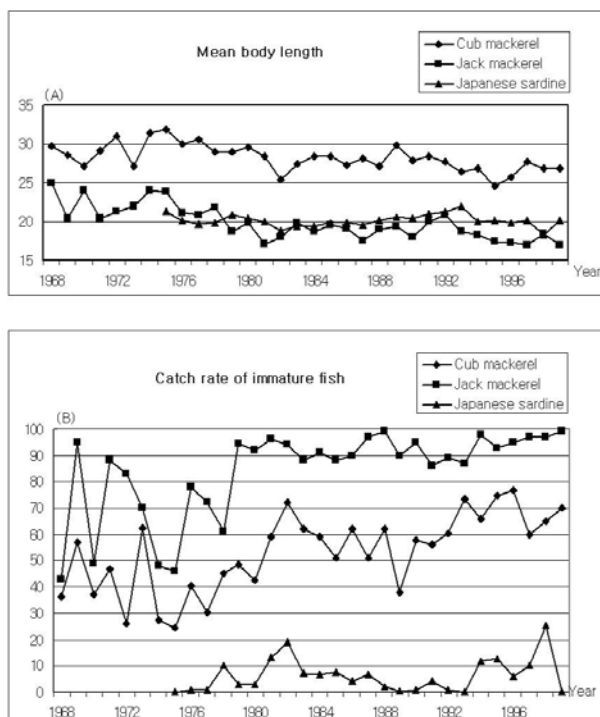 Mean body length
Cub mackerel
Jack mackerel
Japanese sardine
(A)
35
30
25
20
15
1968 1972 1976 1980 1984 1988 1992 1996
Year
Catch rate of immature fish
Cub mackerel
Jack mackerel
Japanese sardine
(B)
100
90
80
70
60
50
40
30
20
10
0
1968 1972 1976 1980 1984 1988 1992 1996
Year